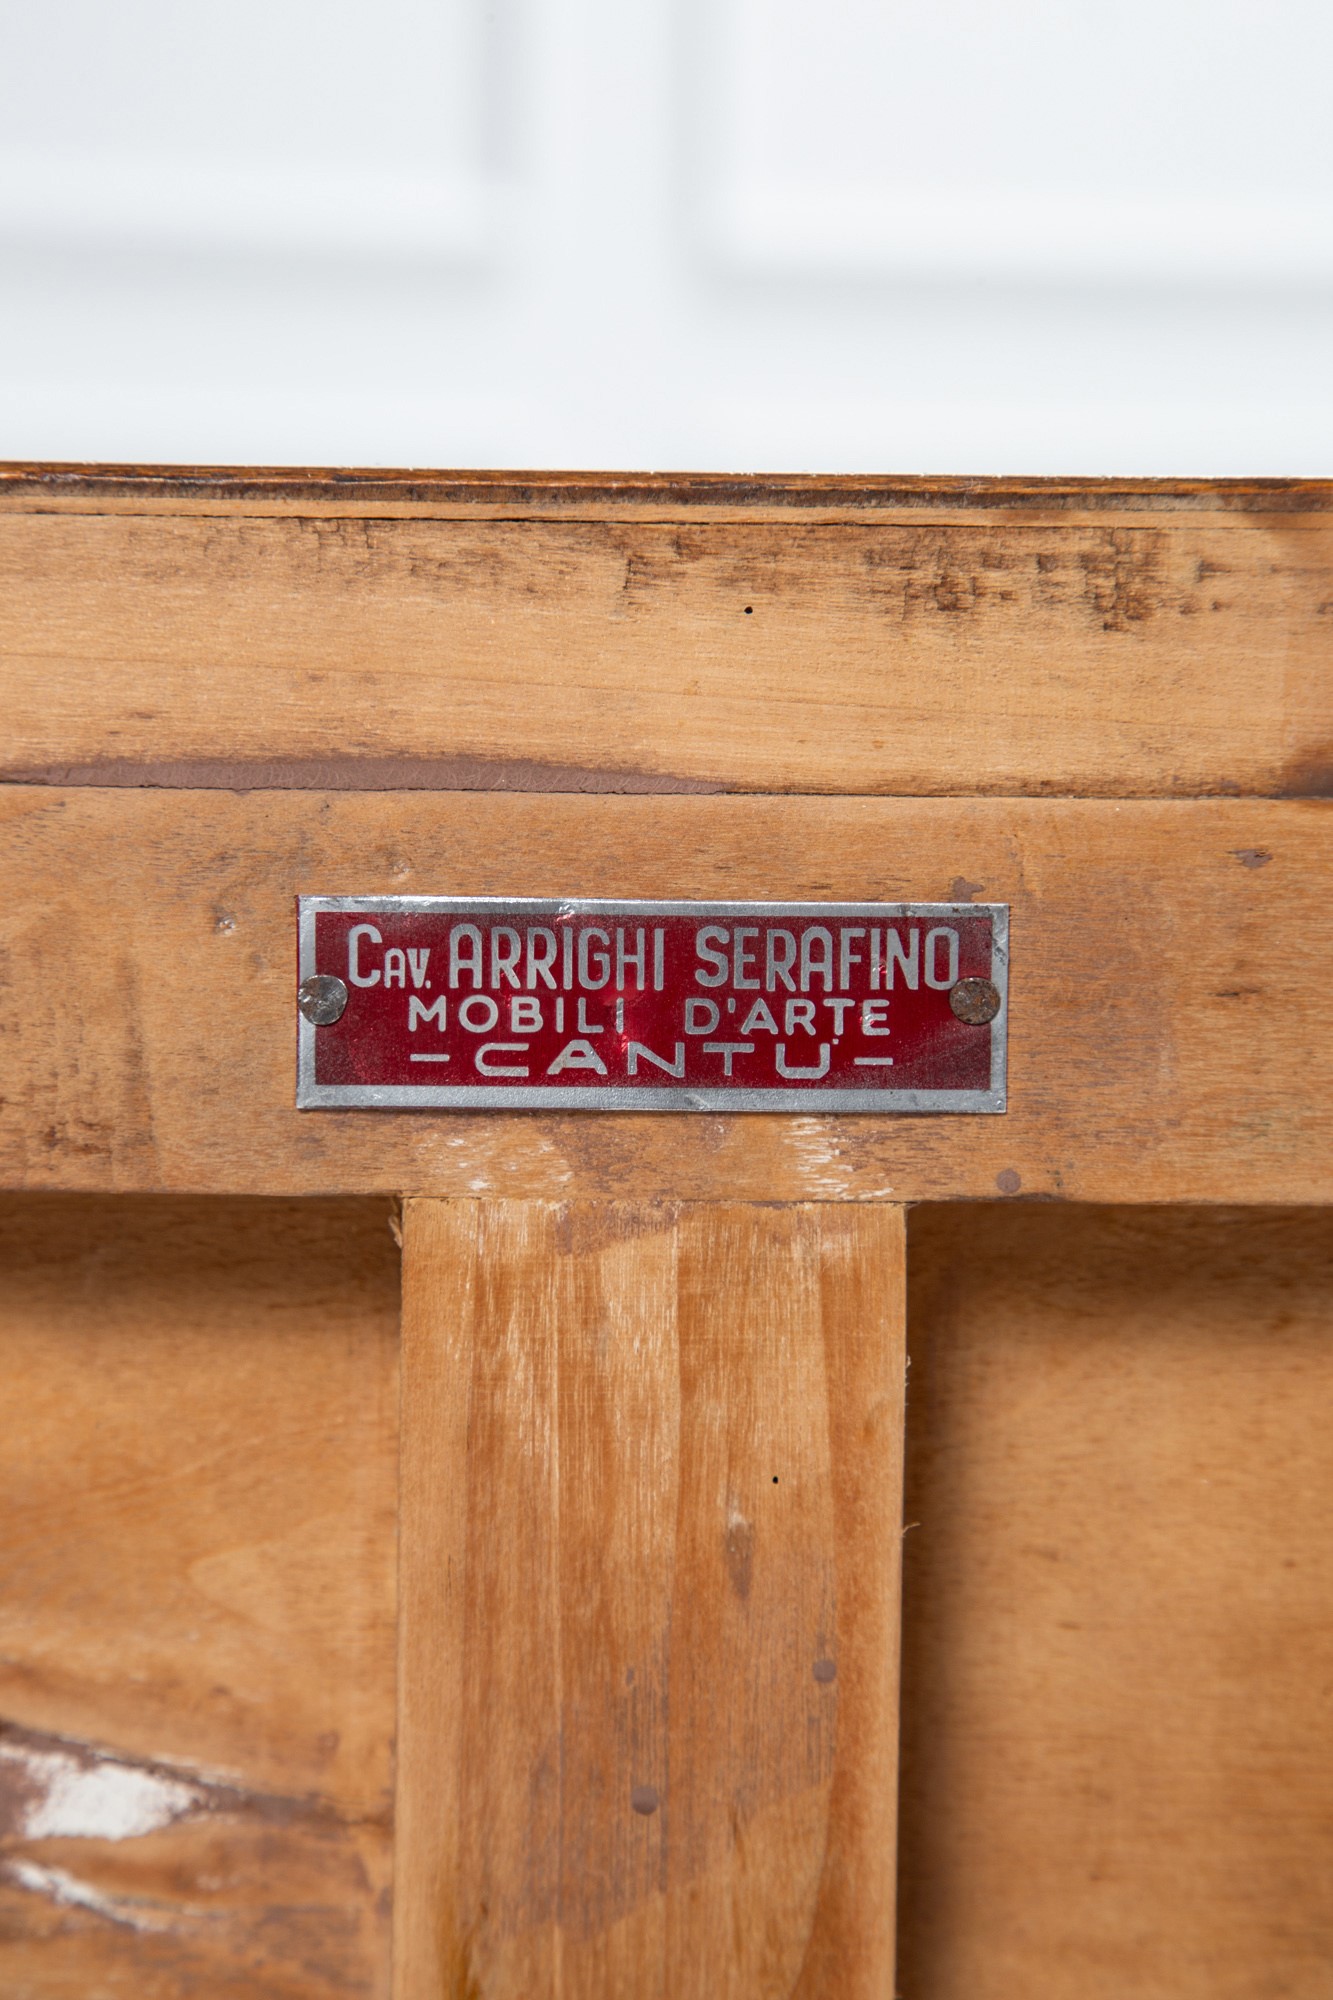 Cav. ARRIGHI SERAFINO
MOBILI D'ARTE
- CANTU' -